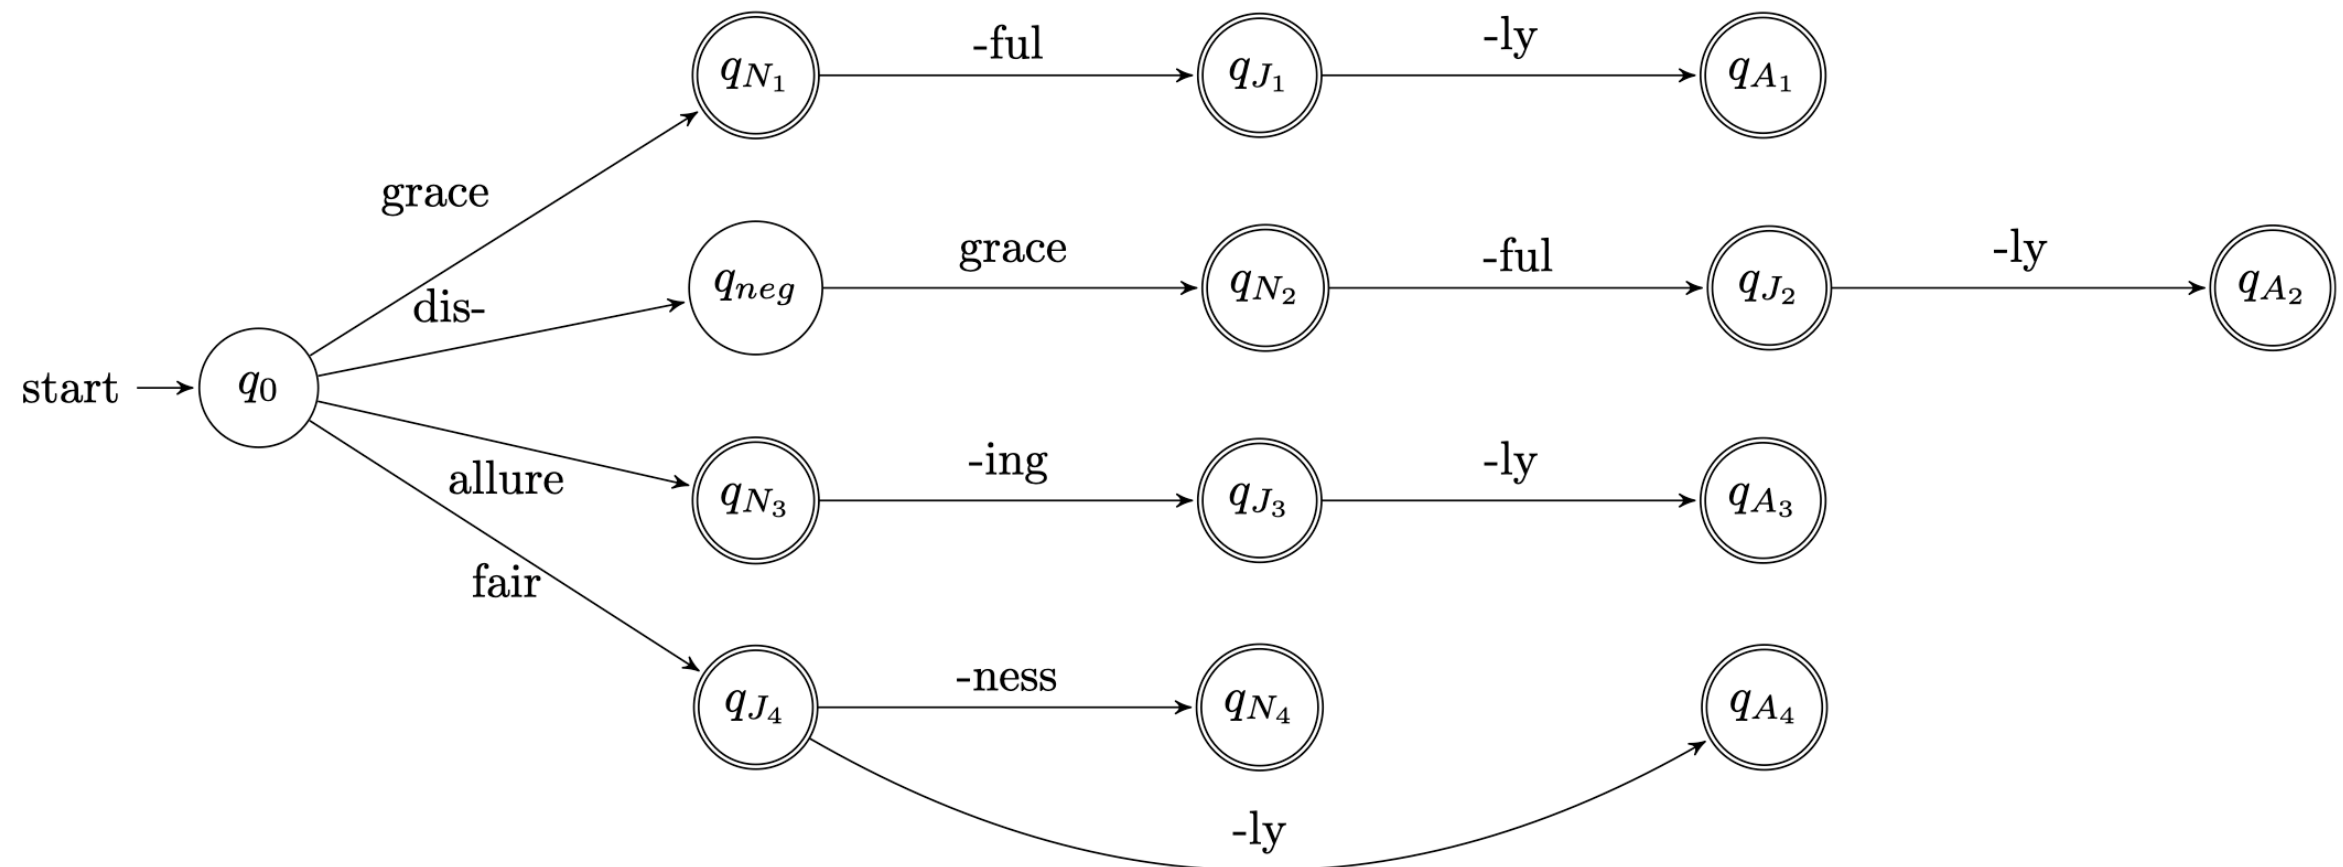 q_{N_1} -ful q_{J_1} -ly q_{A_1}
grace
q_{neg} grace q_{N_2} -ful q_{J_2} -ly q_{A_2}
dis-
start q_0
allure
q_{N_3} -ing q_{J_3} -ly q_{A_3}
fair
q_{J_4} -ness q_{N_4} q_{A_4}
-ly